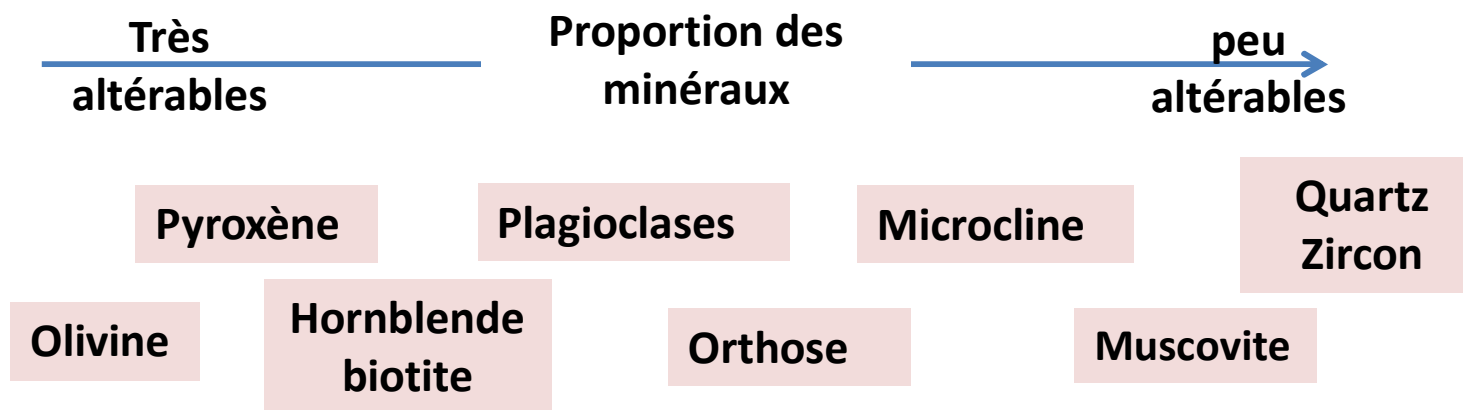 Très
altérables
Proportion des
minéraux
peu
altérables
Pyroxène
Plagioclases
Microcline
Quartz
Zircon
Olivine
Hornblende
biotite
Orthose
Muscovite